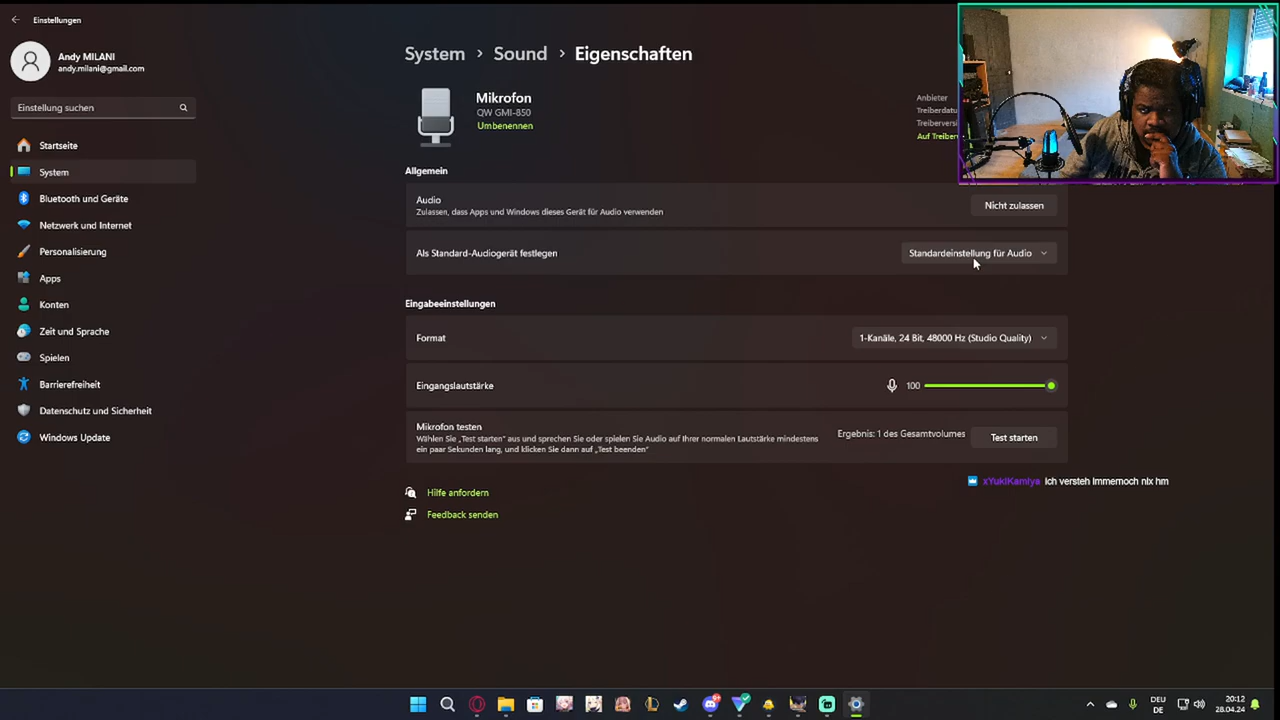 Einstellungen
Andy MILANI
andy.milani@gmail.com
Einstellung suchen
Startseite
System
Bluetooth und Geräte
Netzwerk und Internet
Personalisierung
Apps
Konten
Zeit und Sprache
Spielen
Barrierefreiheit
Datenschutz und Sicherheit
Windows Update
System > Sound > Eigenschaften
Mikrofon
QW GMI-850
Umbenennen
Anbieter
Treiberdatu
Treiberversi
Auf Treiber
Allgemein
Audio
Zulassen, dass Apps und Windows dieses Gerät für Audio verwenden
Nicht zulassen
Als Standard-Audiogerät festlegen
Standardeinstellung für Audio
Eingabeeinstellungen
Format
1-Kanäle, 24 Bit, 48000 Hz (Studio Quality)
Eingangslautstärke
100
Mikrofon testen
Wählen Sie „Test starten" aus und sprechen Sie oder spielen Sie Audio auf Ihrer normalen Lautstärke mindestens
ein paar Sekunden lang, und klicken Sie dann auf „Test beenden"
Ergebnis: 1 des Gesamtvolumes
Test starten
Hilfe anfordern
Feedback senden
xYukiKamiya Ich versteh immernoch nix hm
DEU
DE
20:12
28.04.24